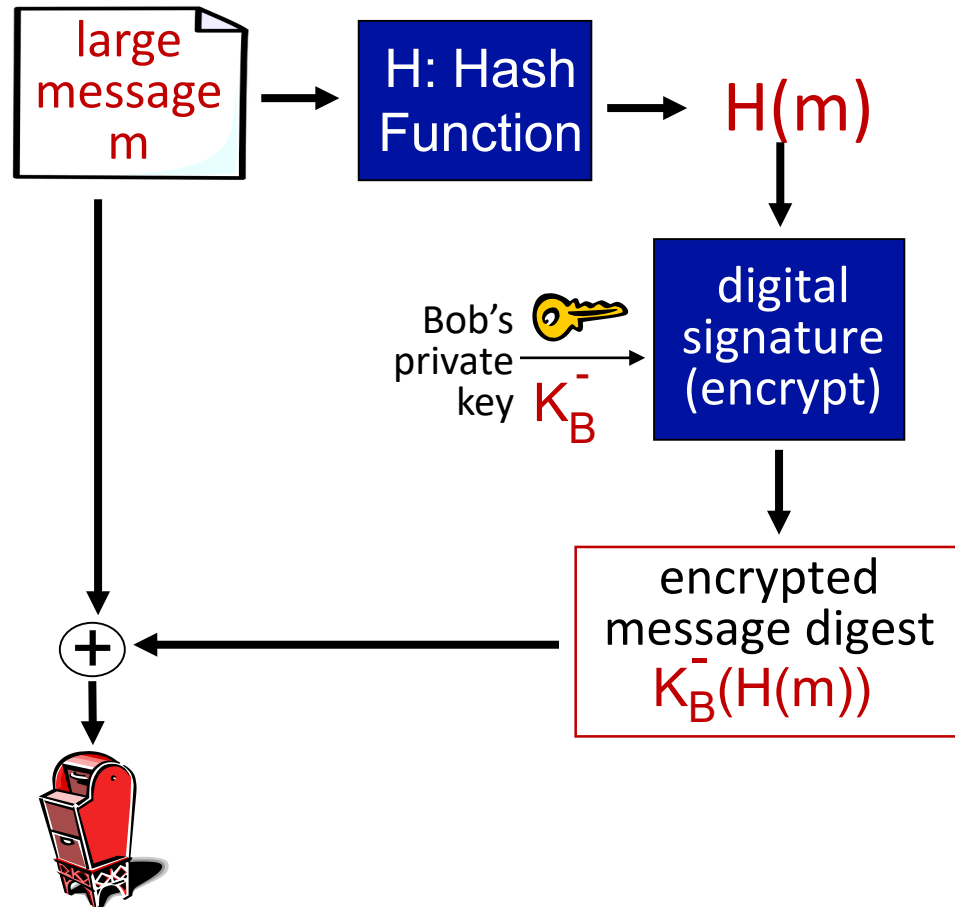 large
message
m
H: Hash
Function
H(m)
Bob’s
private
key
K
-
B
digital
signature
(encrypt)
encrypted
message digest
K
-
B
(H(m))
+